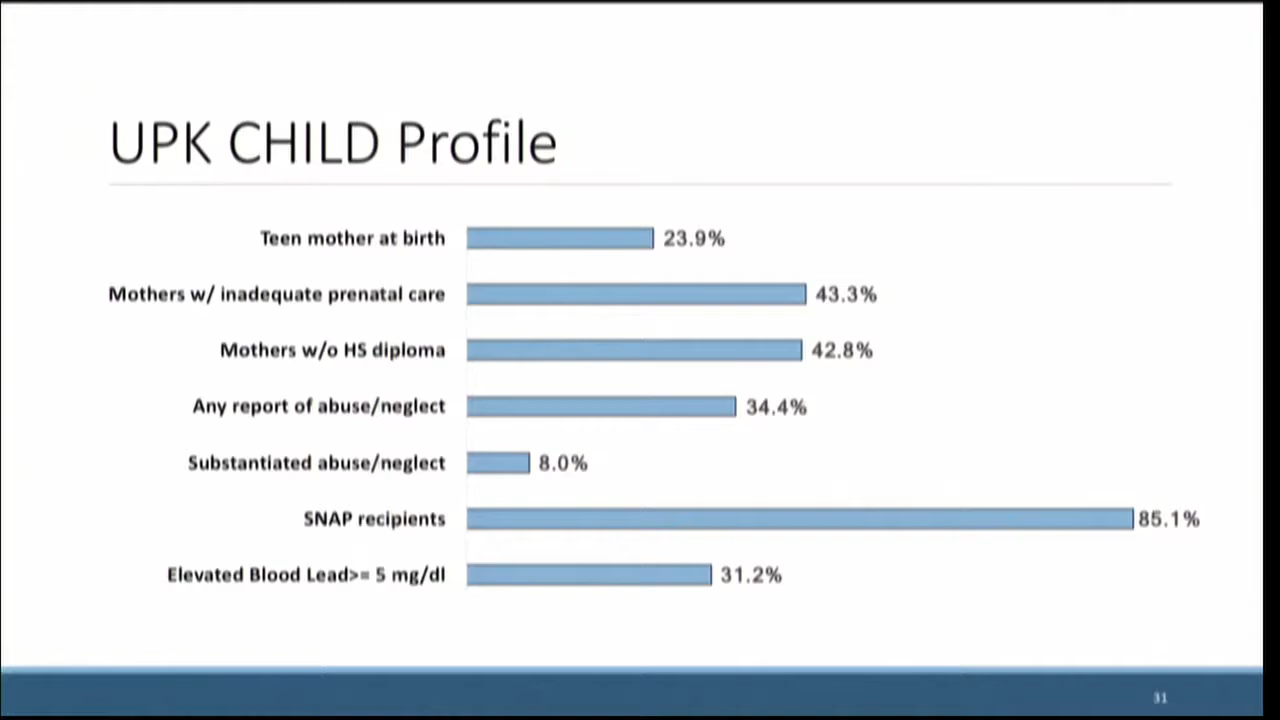 UPK CHILD Profile
Teen mother at birth 23.9%
Mothers w/ inadequate prenatal care 43.3%
Mothers w/o HS diploma 42.8%
Any report of abuse/neglect 34.4%
Substantiated abuse/neglect 8.0%
SNAP recipients 85.1%
Elevated Blood Lead>= 5 mg/dl 31.2%
31